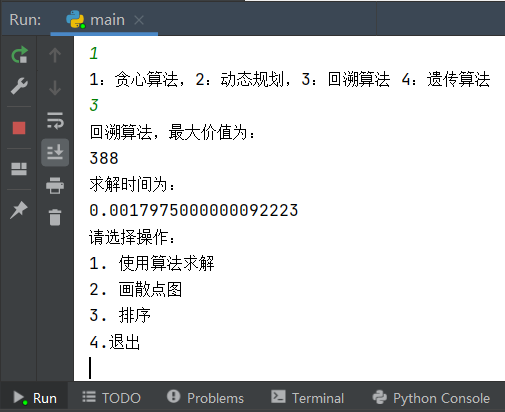 Run: main
1
1: 贪心算法, 2: 动态规划, 3: 回溯算法 4: 遗传算法
3
回溯算法, 最大价值为:
388
求解时间为:
0.0017975000000092223
请选择操作:
1. 使用算法求解
2. 画散点图
3. 排序
4.退出
Run TODO Problems Terminal Python Console